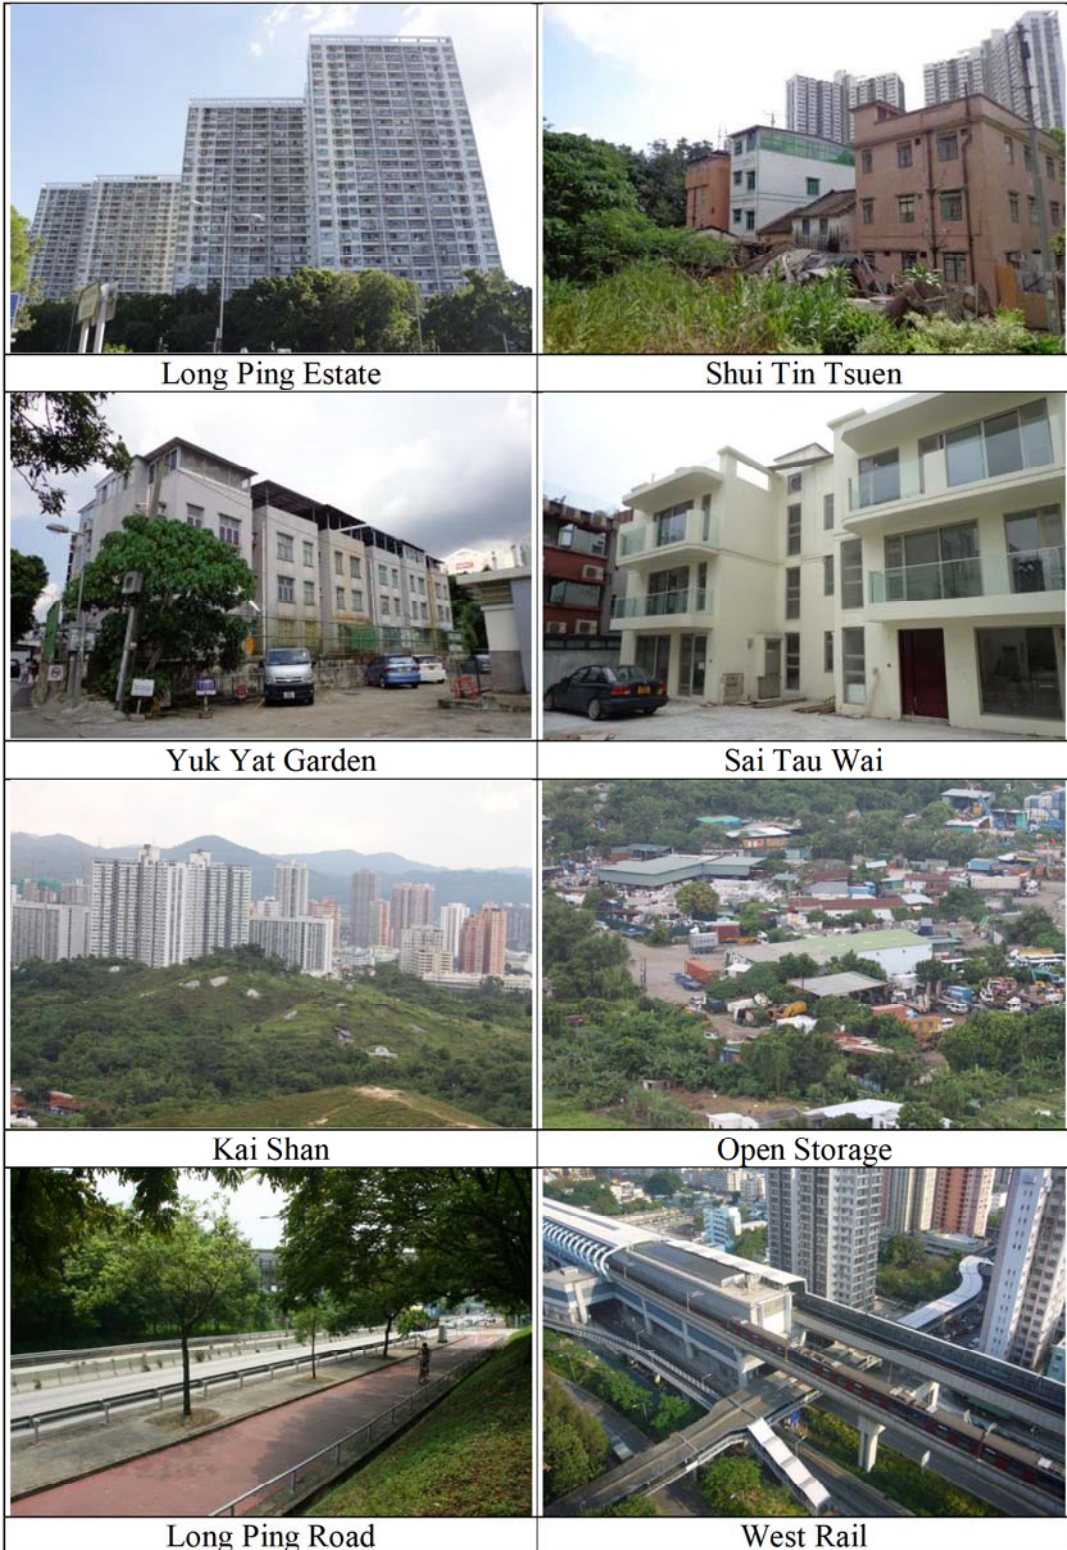 Long Ping Estate
Shui Tin Tsuen
Yuk Yat Garden
Sai Tau Wai
Kai Shan
Open Storage
Long Ping Road
West Rail